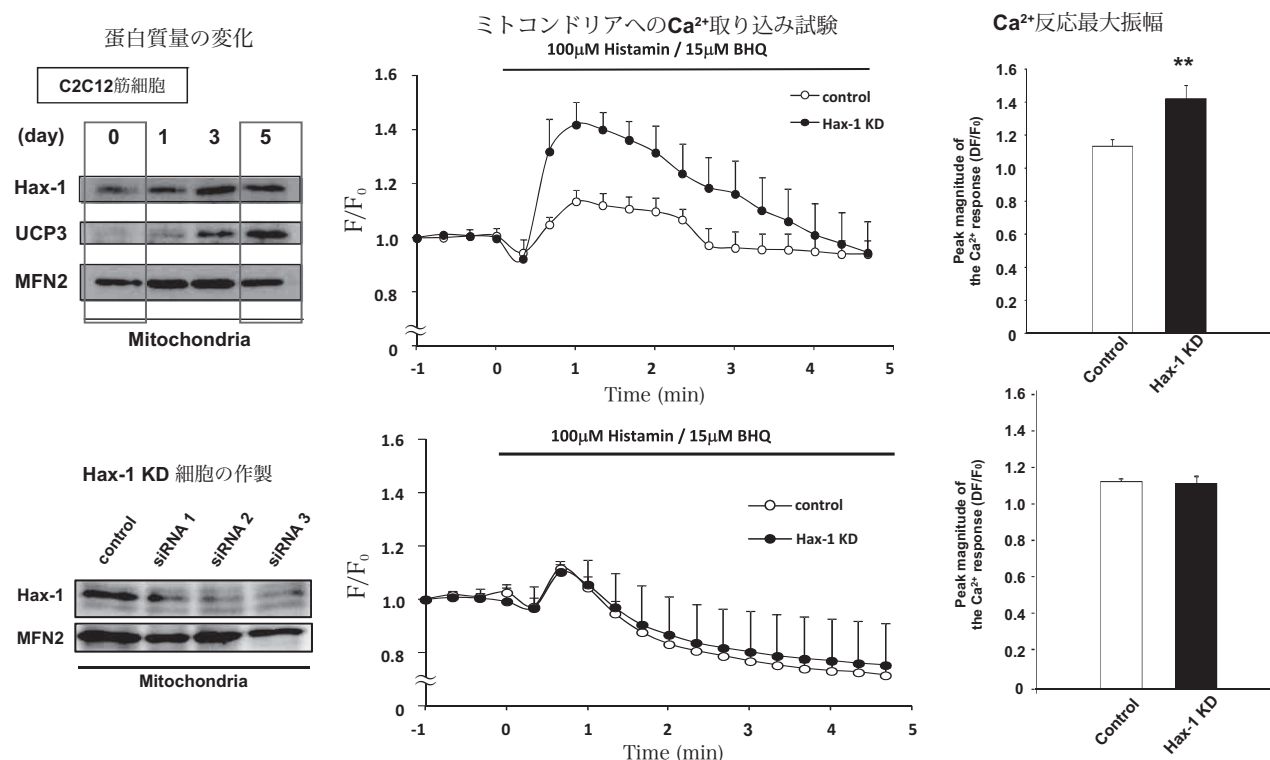 蛋白質量の変化
C2C12筋細胞
(day) 0 1 3 5
Hax-1
UCP3
MFN2
Mitochondria
Hax-1 KD 細胞の作製
control siRNA 1 siRNA 2 siRNA 3
Hax-1
MFN2
Mitochondria
ミトコンドリアへのCa²⁺取り込み試験
100μM Histamin / 15μM BHQ
control
Hax-1 KD
F/F₀
1.6
1.4
1.2
1.0
0.8
0
-1 0 1 2 3 4 5
Time (min)
100μM Histamin / 15μM BHQ
control
Hax-1 KD
F/F₀
1.6
1.4
1.2
1.0
0.8
0
-1 0 1 2 3 4 5
Time (min)
Ca²⁺反応最大振幅
**
Peak magnitude of
the Ca²⁺ response (DF/F₀)
1.6
1.4
1.2
1.0
0.8
0.6
0.4
0.2
0
Control Hax-1 KD
Peak magnitude of
the Ca²⁺ response (DF/F₀)
1.6
1.4
1.2
1.0
0.8
0.6
0.4
0.2
0
Control Hax-1 KD